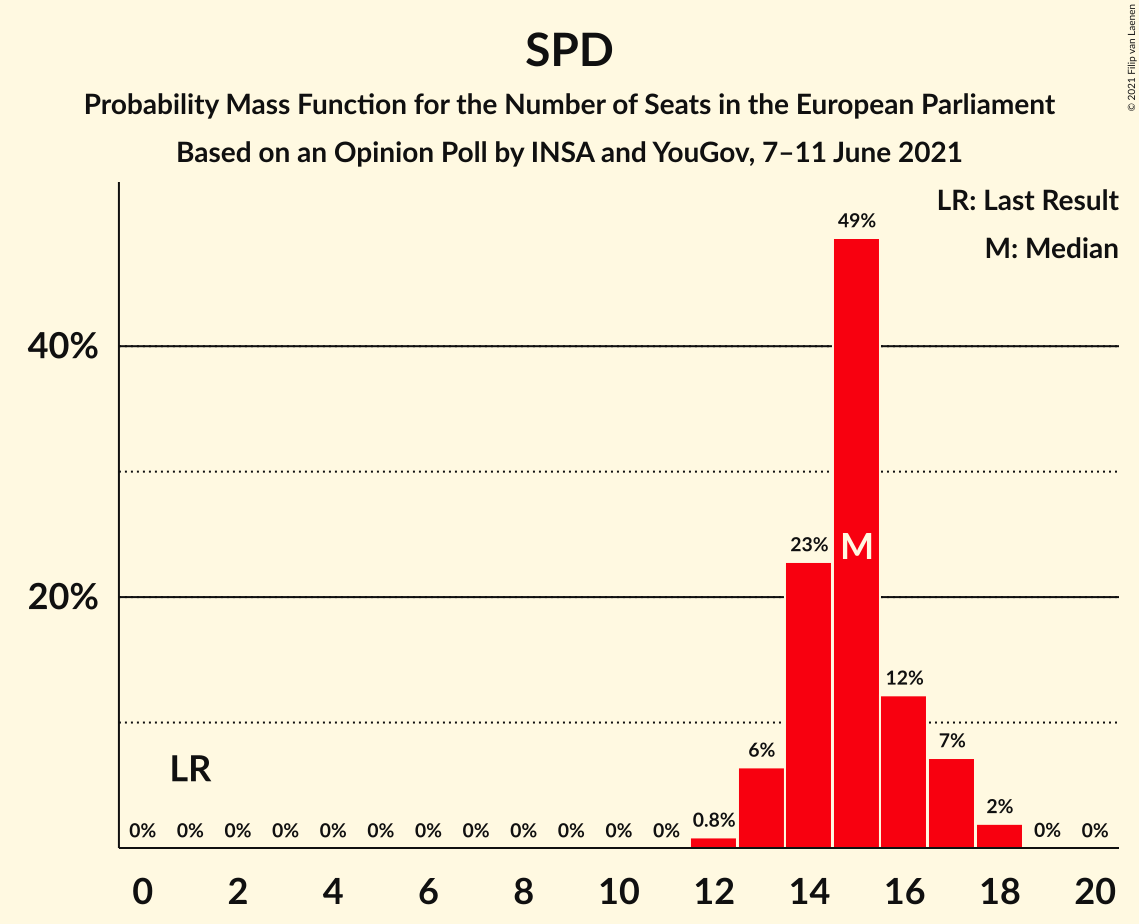 SPD
Probability Mass Function for the Number of Seats in the European Parliament
Based on an Opinion Poll by INSA and YouGov, 7–11 June 2021
© 2021 Filip van Laenen
LR: Last Result
M: Median
49%
40%
23%
M
20%
12%
7%
6%
LR
2%
0% 0% 0% 0% 0% 0% 0% 0% 0% 0% 0% 0% 0.8% 0% 0%
0 2 4 6 8 10 12 14 16 18 20